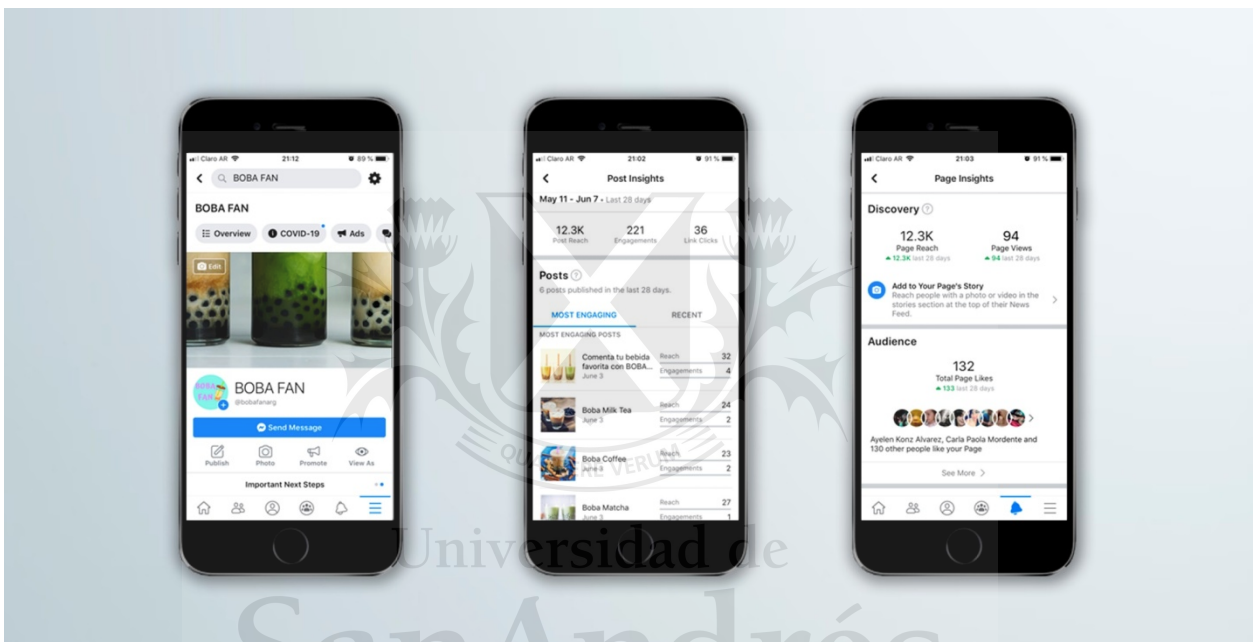 Claro AR 21:12 89 %
BOBA FAN
BOBA FAN
Overview COVID-19 Ads
Edit
BOBA FAN
BOBA FAN
@bobafanarg
Send Message
Publish Photo Promote View As
Important Next Steps
Claro AR 21:02 91 %
Post Insights
May 11 - Jun 7 • Last 28 days
12.3K 221 36
Post Reach Engagements Link Clicks
Posts ?
6 posts published in the last 28 days.
MOST ENGAGING RECENT
MOST ENGAGING POSTS
Comenta tu bebida Reach 32
favorita con BOBA... Engagements 4
June 3
Boba Milk Tea Reach 24
June 3 Engagements 2
Boba Coffee Reach 23
June 3 Engagements 2
Boba Matcha Reach 27
June 3 Engagements 1
Claro AR 21:03 91 %
Page Insights
Discovery ?
12.3K 94
Page Reach Page Views
12.3K last 28 days 94 last 28 days
Add to Your Page's Story
Reach people with a photo or video in the
stories section at the top of their News
Feed.
Audience
132
Total Page Likes
133 last 28 days
Ayelen Konz Alvarez, Carla Paola Mordente and
130 other people like your Page
See More
QUAERERE VERUM
Universidad de
SanAndrés